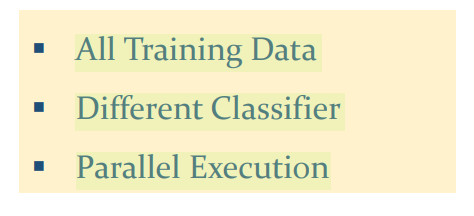 ▪ All Training Data
▪ Different Classifier
▪ Parallel Execution